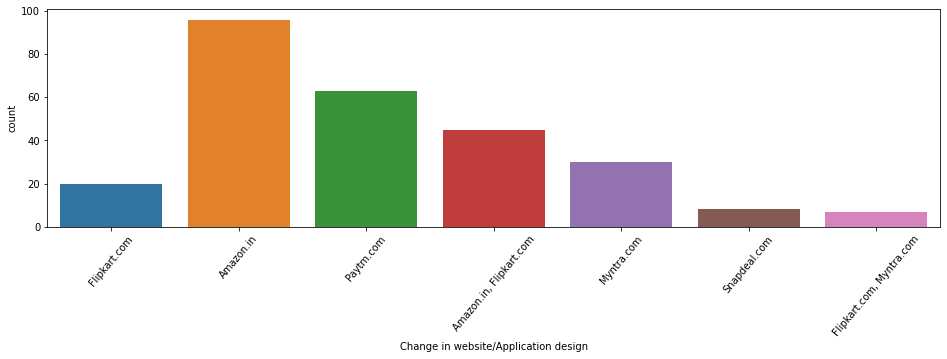 100
80
60
40
20
0
count
Flipkart.com
Amazon.in
Paytm.com
Amazon.in, Flipkart.com
Myntra.com
Snapdeal.com
Flipkart.com, Myntra.com
Change in website/Application design